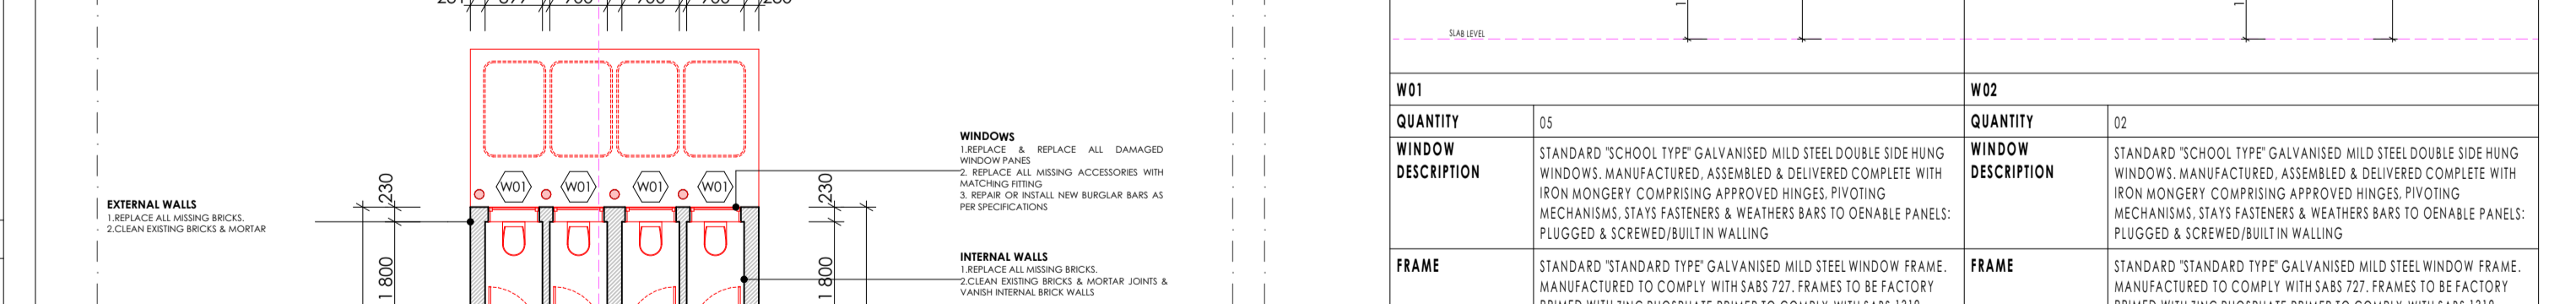 SLAB LEVEL
W01
W02
QUANTITY
05
QUANTITY
02
WINDOW
DESCRIPTION
STANDARD "SCHOOL TYPE" GALVANISED MILD STEEL DOUBLE SIDE HUNG
WINDOWS. MANUFACTURED, ASSEMBLED & DELIVERED COMPLETE WITH
IRON MONGERY COMPRISING APPROVED HINGES, PIVOTING
MECHANISMS, STAYS FASTENERS & WEATHERS BARS TO OENABLE PANELS:
PLUGGED & SCREWED/BUILT IN WALLING
WINDOW
DESCRIPTION
STANDARD "SCHOOL TYPE" GALVANISED MILD STEEL DOUBLE SIDE HUNG
WINDOWS. MANUFACTURED, ASSEMBLED & DELIVERED COMPLETE WITH
IRON MONGERY COMPRISING APPROVED HINGES, PIVOTING
MECHANISMS, STAYS FASTENERS & WEATHERS BARS TO OENABLE PANELS:
PLUGGED & SCREWED/BUILT IN WALLING
FRAME
STANDARD "STANDARD TYPE" GALVANISED MILD STEEL WINDOW FRAME.
MANUFACTURED TO COMPLY WITH SABS 727. FRAMES TO BE FACTORY
FRAME
STANDARD "STANDARD TYPE" GALVANISED MILD STEEL WINDOW FRAME.
MANUFACTURED TO COMPLY WITH SABS 727. FRAMES TO BE FACTORY
WINDOWS
1.REPLACE & REPLACE ALL DAMAGED
WINDOW PANES
2. REPLACE ALL MISSING ACCESSORIES WITH
MATCHING FITTING
3. REPAIR OR INSTALL NEW BURGLAR BARS AS
PER SPECIFICATIONS
W01 W01 W01 W01
230
230
EXTERNAL WALLS
1.REPLACE ALL MISSING BRICKS.
2.CLEAN EXISTING BRICKS & MORTAR
INTERNAL WALLS
1.REPLACE ALL MISSING BRICKS.
2.CLEAN EXISTING BRICKS & MORTAR JOINTS &
VANISH INTERNAL BRICK WALLS
1 800
1 800